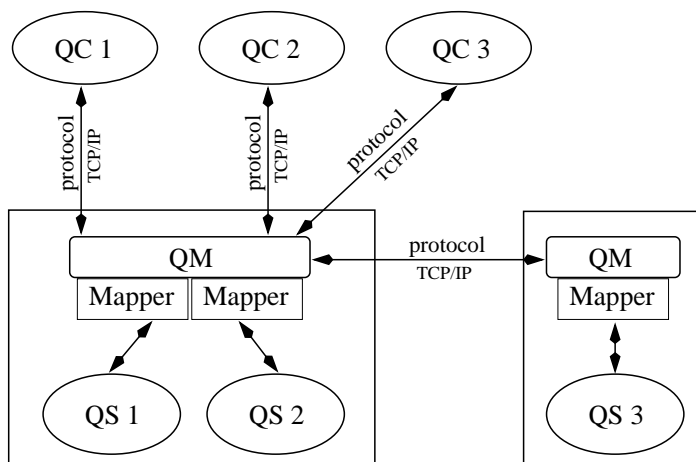 QC 1
QC 2
QC 3
protocol
TCP/IP
protocol
TCP/IP
protocol
TCP/IP
QM
protocol
TCP/IP
QM
Mapper
Mapper
Mapper
QS 1
QS 2
QS 3